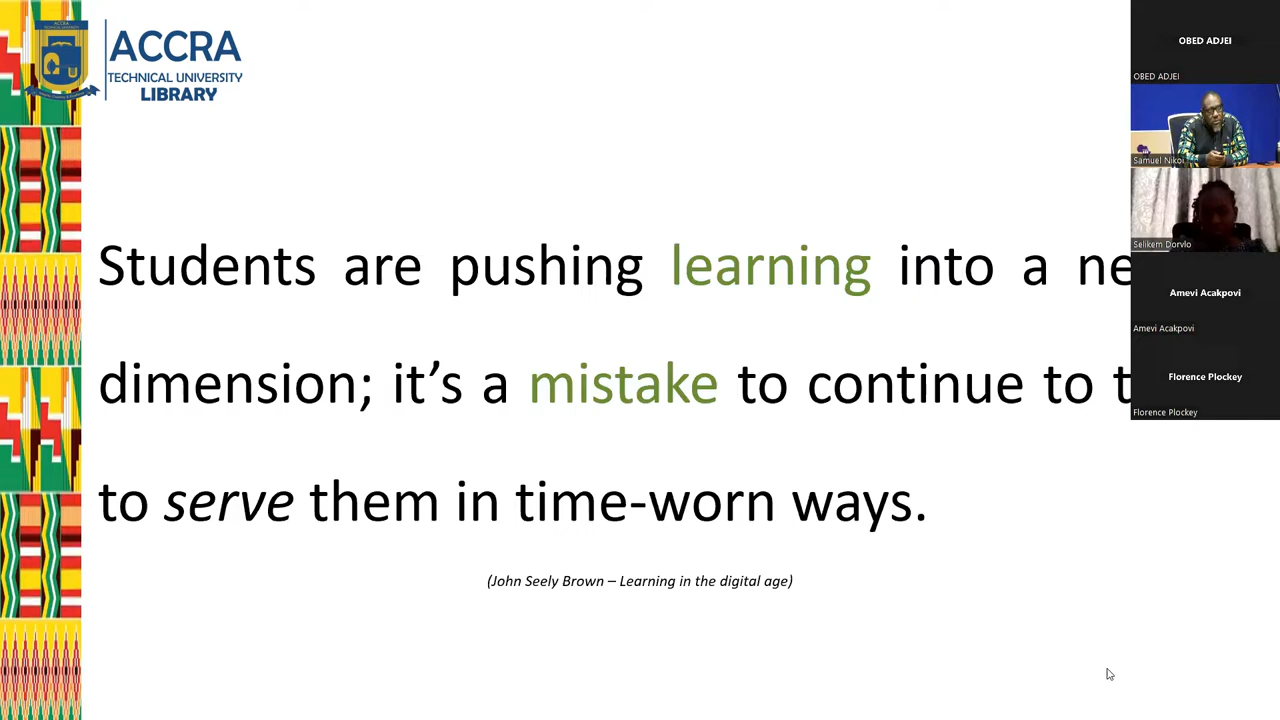 ACCRA
TECHNICAL UNIVERSITY
LIBRARY
Students are pushing learning into a ne
dimension; it’s a mistake to continue to t
to serve them in time-worn ways.
(John Seely Brown – Learning in the digital age)
OBED ADJEI
OBED ADJEI
Samuel Nikoi
Selikem Dorvlo
Amevi Acakpovi
Amevi Acakpovi
Florence Plockey
Florence Plockey